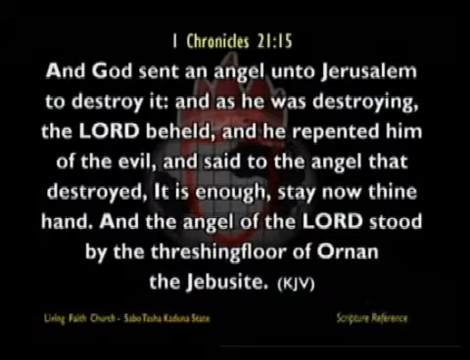 1 Chronicles 21:15
And God sent an angel unto Jerusalem
to destroy it: and as he was destroying,
the LORD beheld, and he repented him
of the evil, and said to the angel that
destroyed, It is enough, stay now thine
hand. And the angel of the LORD stood
by the threshingfloor of Ornan
the Jebusite. (KJV)
Living Faith Church - Sabo Tasha Kaduna State
Scripture Reference